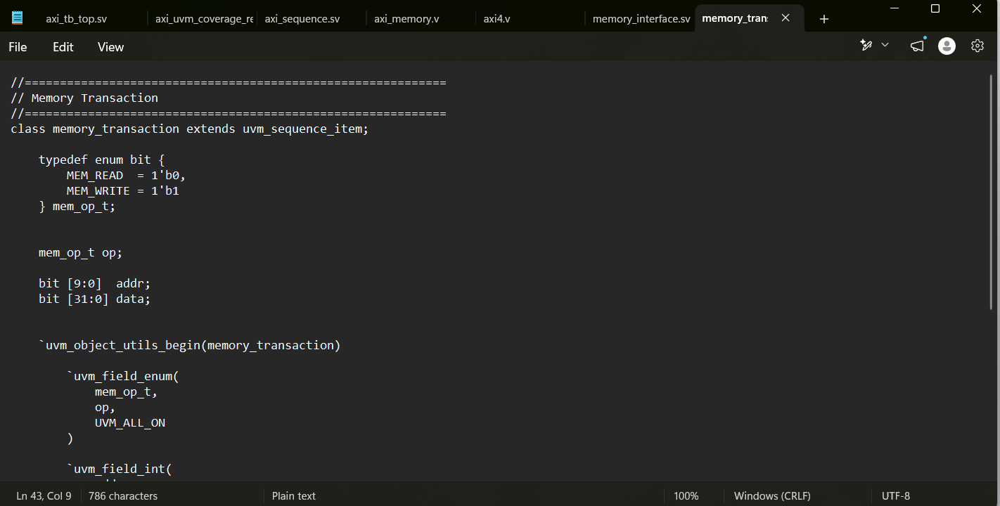 axi_tb_top.sv axi_uvm_coverage_re axi_sequence.sv axi_memory.v axi4.v memory_interface.sv memory_tran
File Edit View
//============================================================
// Memory Transaction
//============================================================
class memory_transaction extends uvm_sequence_item;
typedef enum bit {
MEM_READ  = 1'b0,
MEM_WRITE = 1'b1
} mem_op_t;
mem_op_t op;
bit [9:0]  addr;
bit [31:0] data;
`uvm_object_utils_begin(memory_transaction)
`uvm_field_enum(
mem_op_t,
op,
UVM_ALL_ON
)
`uvm_field_int(
Ln 43, Col 9 786 characters Plain text 100% Windows (CRLF) UTF-8